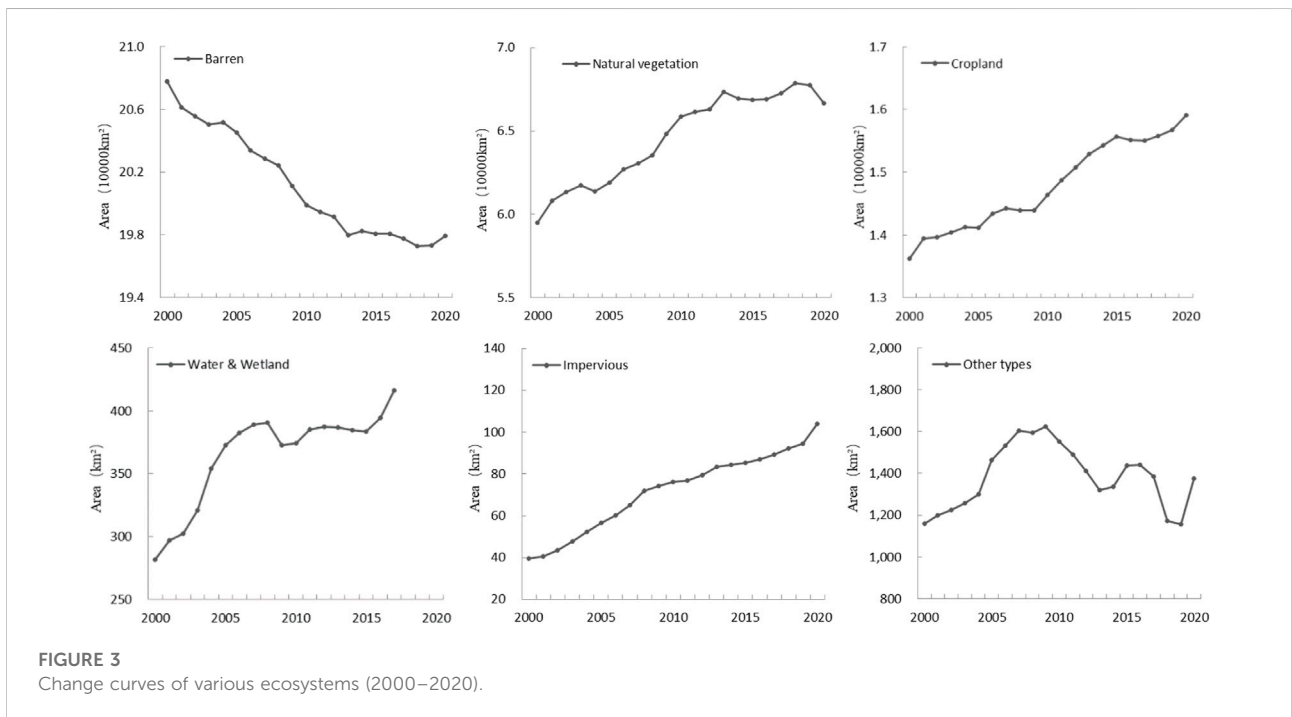 Barren
Area (10000km²)
21.0
20.6
20.2
19.8
19.4
2000 2005 2010 2015 2020
Natural vegetation
Area (10000km²)
7.0
6.5
6.0
5.5
2000 2005 2010 2015 2020
Cropland
Area (10000km²)
1.7
1.6
1.5
1.4
1.3
2000 2005 2010 2015 2020
Water & Wetland
Area (km²)
450
400
350
300
250
2000 2005 2010 2015 2020
Impervious
Area (km²)
140
120
100
80
60
40
20
2000 2005 2010 2015 2020
Other types
Area (km²)
2,000
1,800
1,600
1,400
1,200
1,000
800
2000 2005 2010 2015 2020
FIGURE 3
Change curves of various ecosystems (2000–2020).